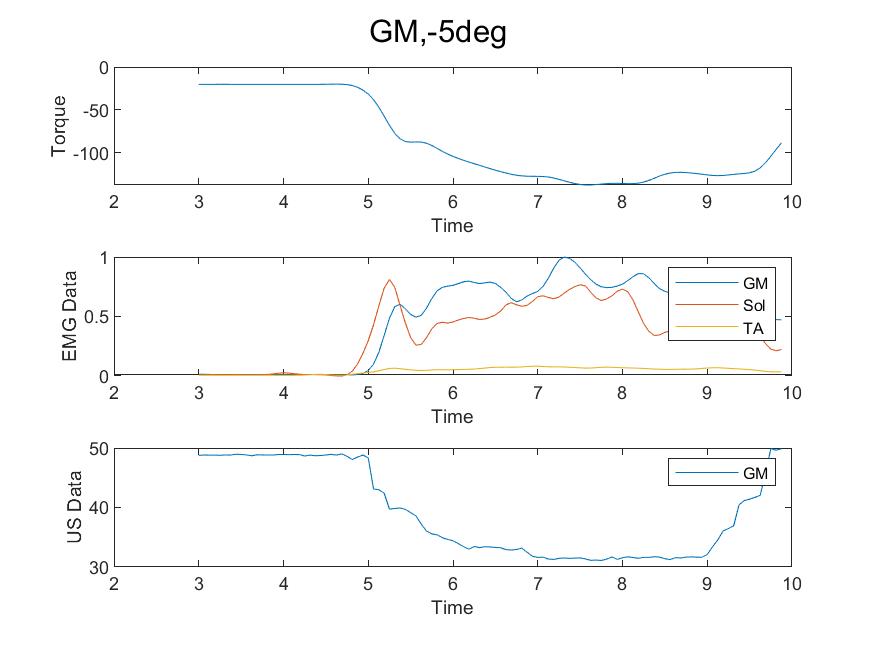 GM,-5deg
0
-50
-100
Torque
2 3 4 5 6 7 8 9 10
Time
1
0.5
0
EMG Data
GM
Sol
TA
2 3 4 5 6 7 8 9 10
Time
50
40
30
US Data
GM
2 3 4 5 6 7 8 9 10
Time